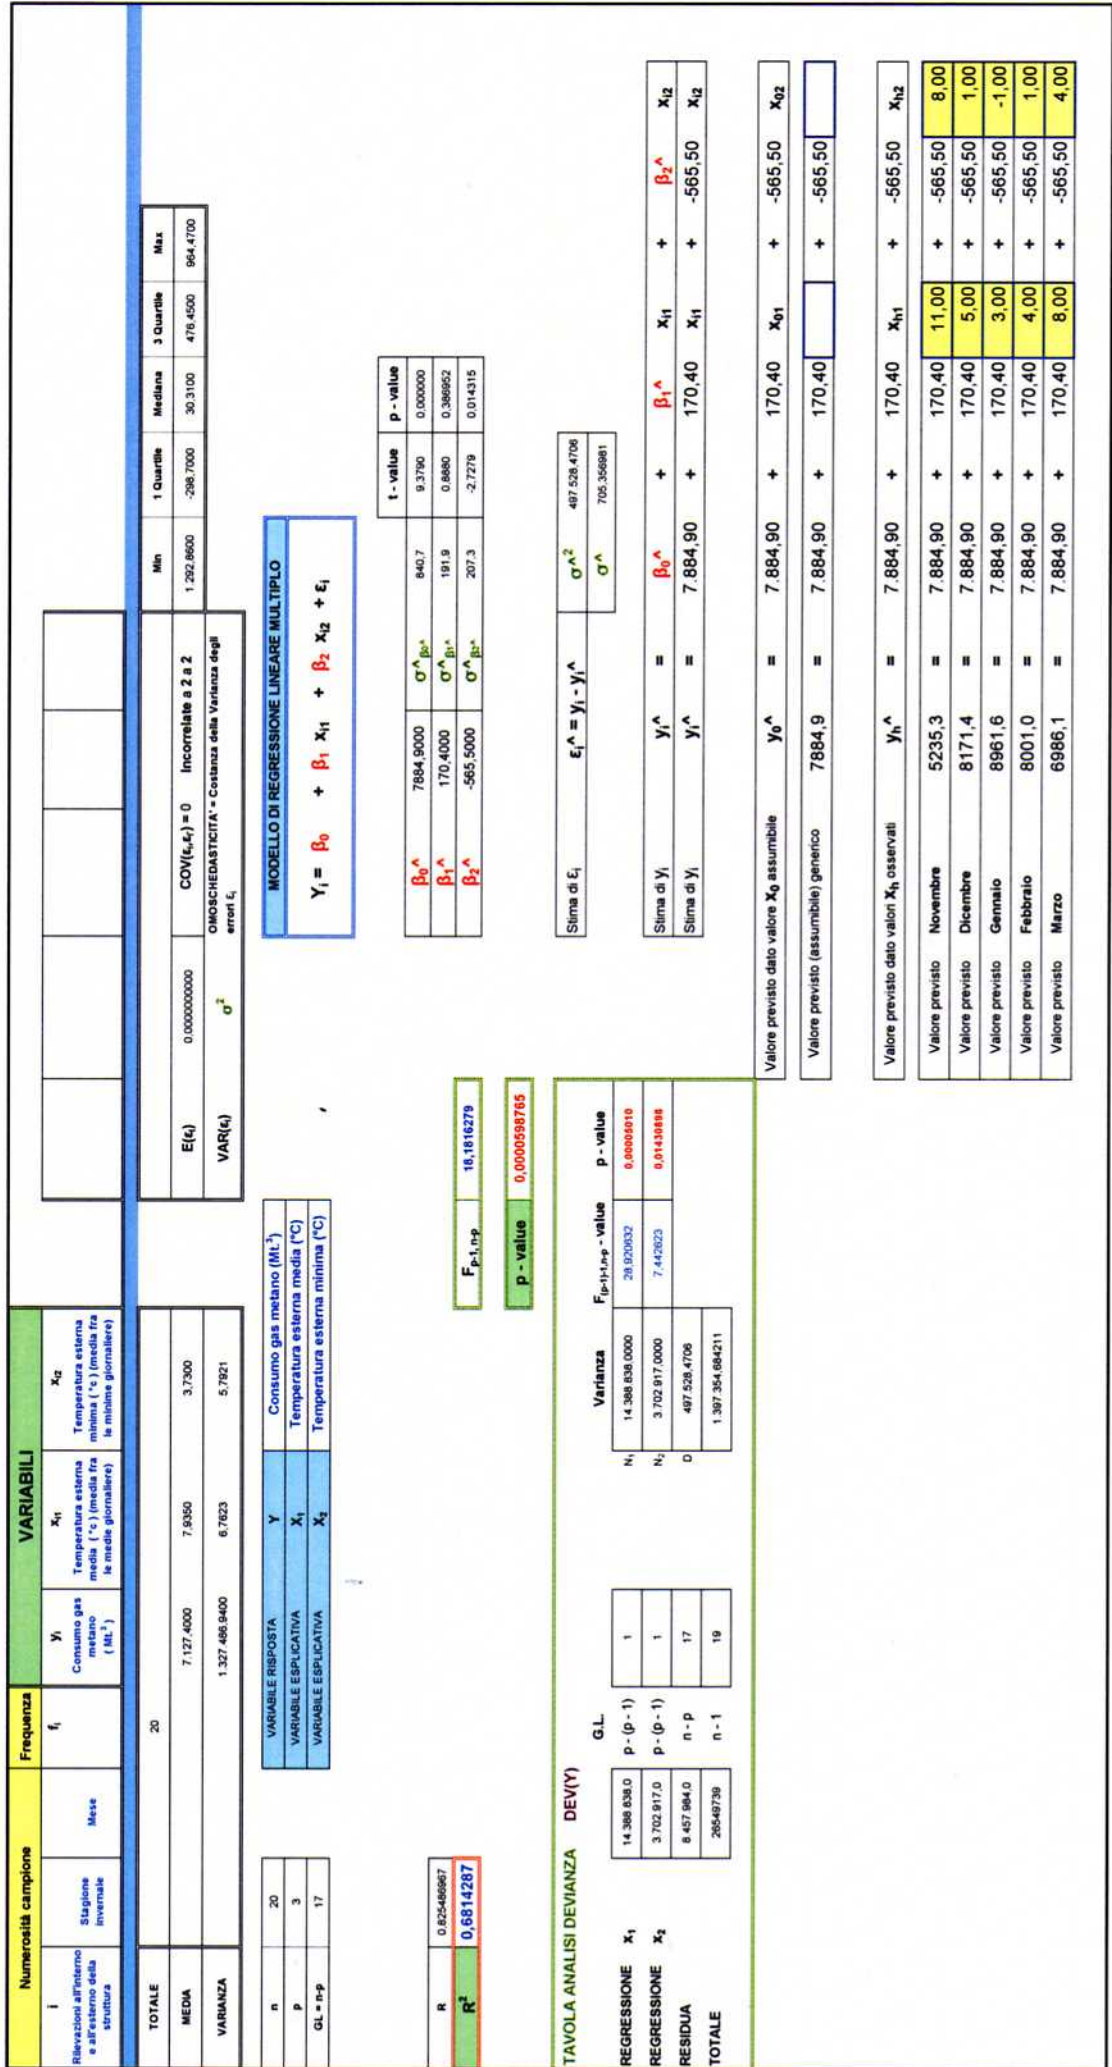 Numerosità campione Frequenza VARIABILI
i Stagione invernale Mese fi yi xi1 xi2
Rilevazioni all'interno e all'esterno della struttura
Consumo gas metano (Mt.³)
Temperatura esterna media (°c) (media fra le medie giornaliere)
Temperatura esterna minima (°c) (media fra le minime giornaliere)
TOTALE 20
MEDIA 7.127,4000 7,9350 3,7300
VARIANZA 1.327.486,9400 6,7623 5,7921
E(εi) 0,0000000000 COV(εi,εr) = 0 Incorrelate a 2 a 2
VAR(εi) σ² OMOSCHEDASTICITA' = Costanza della Varianza degli errori εi
Min 1 Quartile Mediana 3 Quartile Max
1.292,8600 -298,7000 30,3100 476,4500 964,4700
n 20
p 3
GL = n-p 17
VARIABILE RISPOSTA Y Consumo gas metano (Mt.³)
VARIABILE ESPLICATIVA X1 Temperatura esterna media (°C)
VARIABILE ESPLICATIVA X2 Temperatura esterna minima (°C)
MODELLO DI REGRESSIONE LINEARE MULTIPLO
Yi = β0 + β1 xi1 + β2 xi2 + εi
R 0,825486967
R² 0,6814287
Fp-1, n-p 18,1816279
p - value 0,0000598765
t - value p - value
β0^ 7884,9000 σ^β0^ 840,7 9,3790 0,000000
β1^ 170,4000 σ^β1^ 191,9 0,8880 0,386952
β2^ -565,5000 σ^β2^ 207,3 -2,7279 0,014315
TAVOLA ANALISI DEVIANZA DEV(Y)
G.L. Varianza F(p-1)-1,n-p - value p - value
REGRESSIONE X1 14.388.838,0 p - (p - 1) 1 N1 14.388.838,0000 28,920632 0,00005010
REGRESSIONE X2 3.702.917,0 p - (p - 1) 1 N2 3.702.917,0000 7,442623 0,01430898
RESIDUA 8.457.984,0 n - p 17 D 497.528,4706
TOTALE 26549739 n - 1 19 1.397.354,684211
Stima di εi εi^ = yi - yi^ σ^² 497.528,4706
σ^ 705,356981
Stima di yi yi^ = β0^ + β1^ xi1 + β2^ xi2
Stima di yi yi^ = 7.884,90 + 170,40 xi1 + -565,50 xi2
Valore previsto dato valore X0 assumibile y0^ = 7.884,90 + 170,40 x01 + -565,50 x02
Valore previsto (assumibile) generico 7884,9 = 7.884,90 + 170,40 + -565,50
Valore previsto dato valori Xh osservati yh^ = 7.884,90 + 170,40 xh1 + -565,50 xh2
Valore previsto Novembre 5235,3 = 7.884,90 + 170,40 11,00 + -565,50 8,00
Valore previsto Dicembre 8171,4 = 7.884,90 + 170,40 5,00 + -565,50 1,00
Valore previsto Gennaio 8961,6 = 7.884,90 + 170,40 3,00 + -565,50 -1,00
Valore previsto Febbraio 8001,0 = 7.884,90 + 170,40 4,00 + -565,50 1,00
Valore previsto Marzo 6986,1 = 7.884,90 + 170,40 8,00 + -565,50 4,00